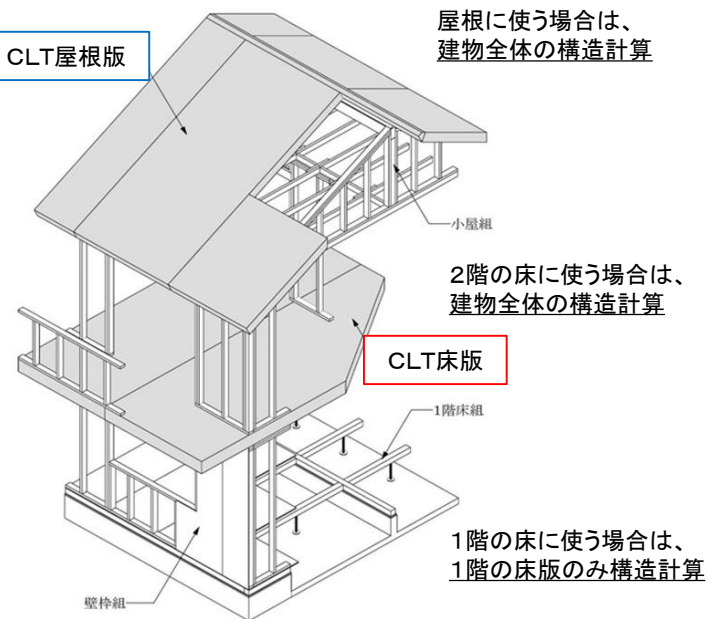 屋根に使う場合は、
建物全体の構造計算
CLT屋根版
小屋組
2階の床に使う場合は、
建物全体の構造計算
CLT床版
1階床組
1階の床に使う場合は、
1階の床版のみ構造計算
壁枠組